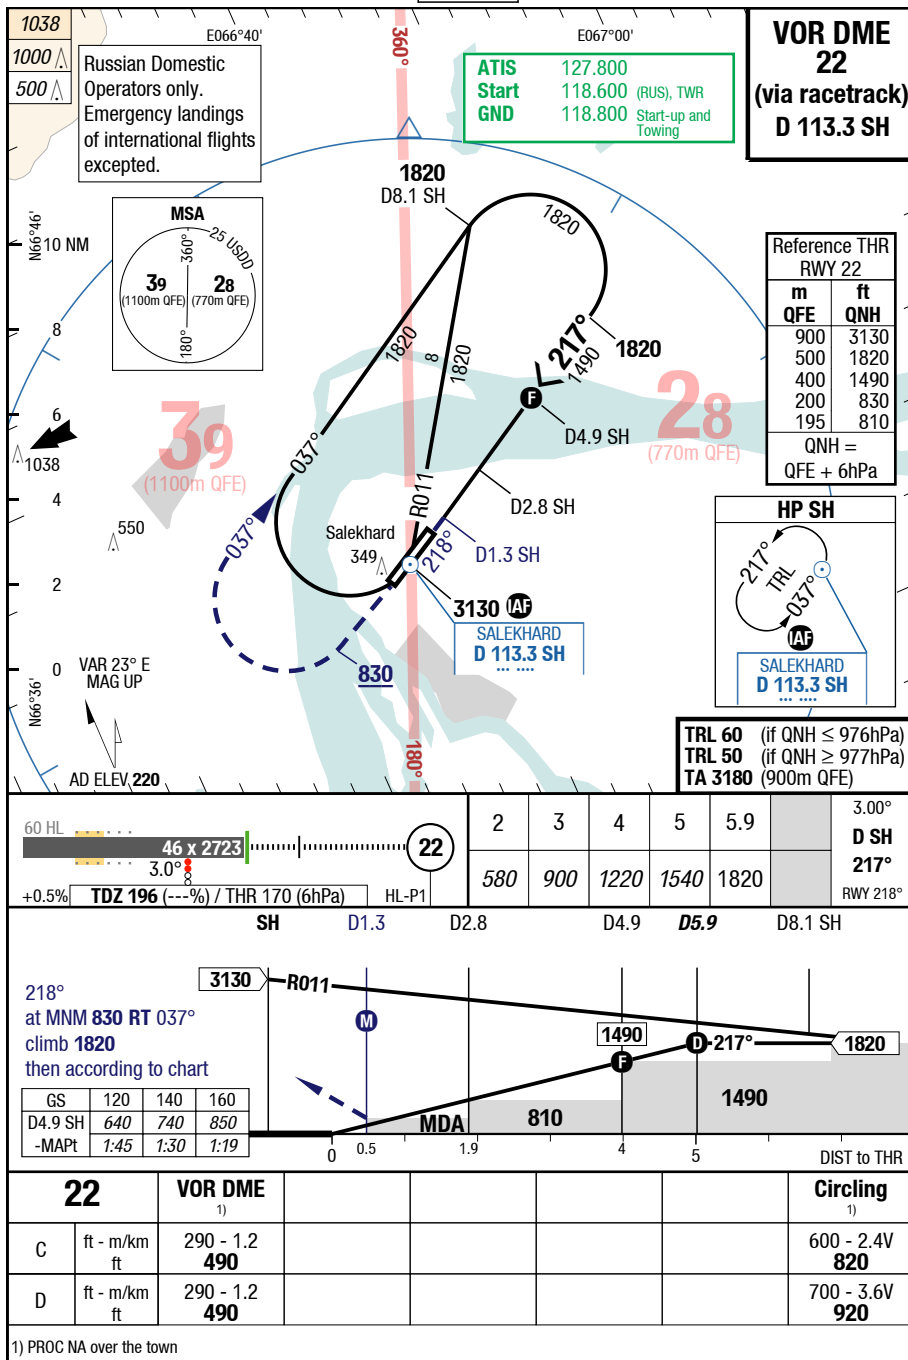 1038
1000
500
Russian Domestic
Operators only.
Emergency landings
of international flights
excepted.
E066°40'
360°
E067°00'
ATIS 127.800
Start 118.600 (RUS), TWR
GND 118.800 Start-up and
Towing
VOR DME
22
(via racetrack)
D 113.3 SH
MSA
25 USDD
360°
39 28
(1100m QFE) (770m QFE)
180°
N66°46'
10 NM
8
6
4
2
0
N66°36'
1820
D8.1 SH
1820
1820
8
1820
217°
1490
1820
F
D4.9 SH
39
(1100m QFE)
28
(770m QFE)
1038
550
037°
037°
R011
D2.8 SH
Salekhard
349
218°
D1.3 SH
3130 IAF
SALEKHARD
D 113.3 SH
830
180°
VAR 23° E
MAG UP
AD ELEV 220
Reference THR
RWY 22
m ft
QFE QNH
900 3130
500 1820
400 1490
200 830
195 810
QNH =
QFE + 6hPa
HP SH
217°
TRL
037°
IAF
SALEKHARD
D 113.3 SH
TRL 60 (if QNH ≤ 976hPa)
TRL 50 (if QNH ≥ 977hPa)
TA 3180 (900m QFE)
60 HL
46 x 2723
22
3.0°
+0.5% TDZ 196 (---%) / THR 170 (6hPa) HL-P1
2 3 4 5 5.9
580 900 1220 1540 1820
3.00°
D SH
217°
RWY 218°
SH D1.3 D2.8 D4.9 D5.9 D8.1 SH
3130 R011
218°
at MNM 830 RT 037°
climb 1820
then according to chart
M
1490
F
D 217°
1820
MDA
810
1490
GS 120 140 160
D4.9 SH 640 740 850
-MAPt 1:45 1:30 1:19
0 0.5 1.9 4 5 DIST to THR
22 VOR DME Circling
1) 1)
C ft - m/km 290 - 1.2 600 - 2.4V
ft 490 820
D ft - m/km 290 - 1.2 700 - 3.6V
ft 490 920
1) PROC NA over the town